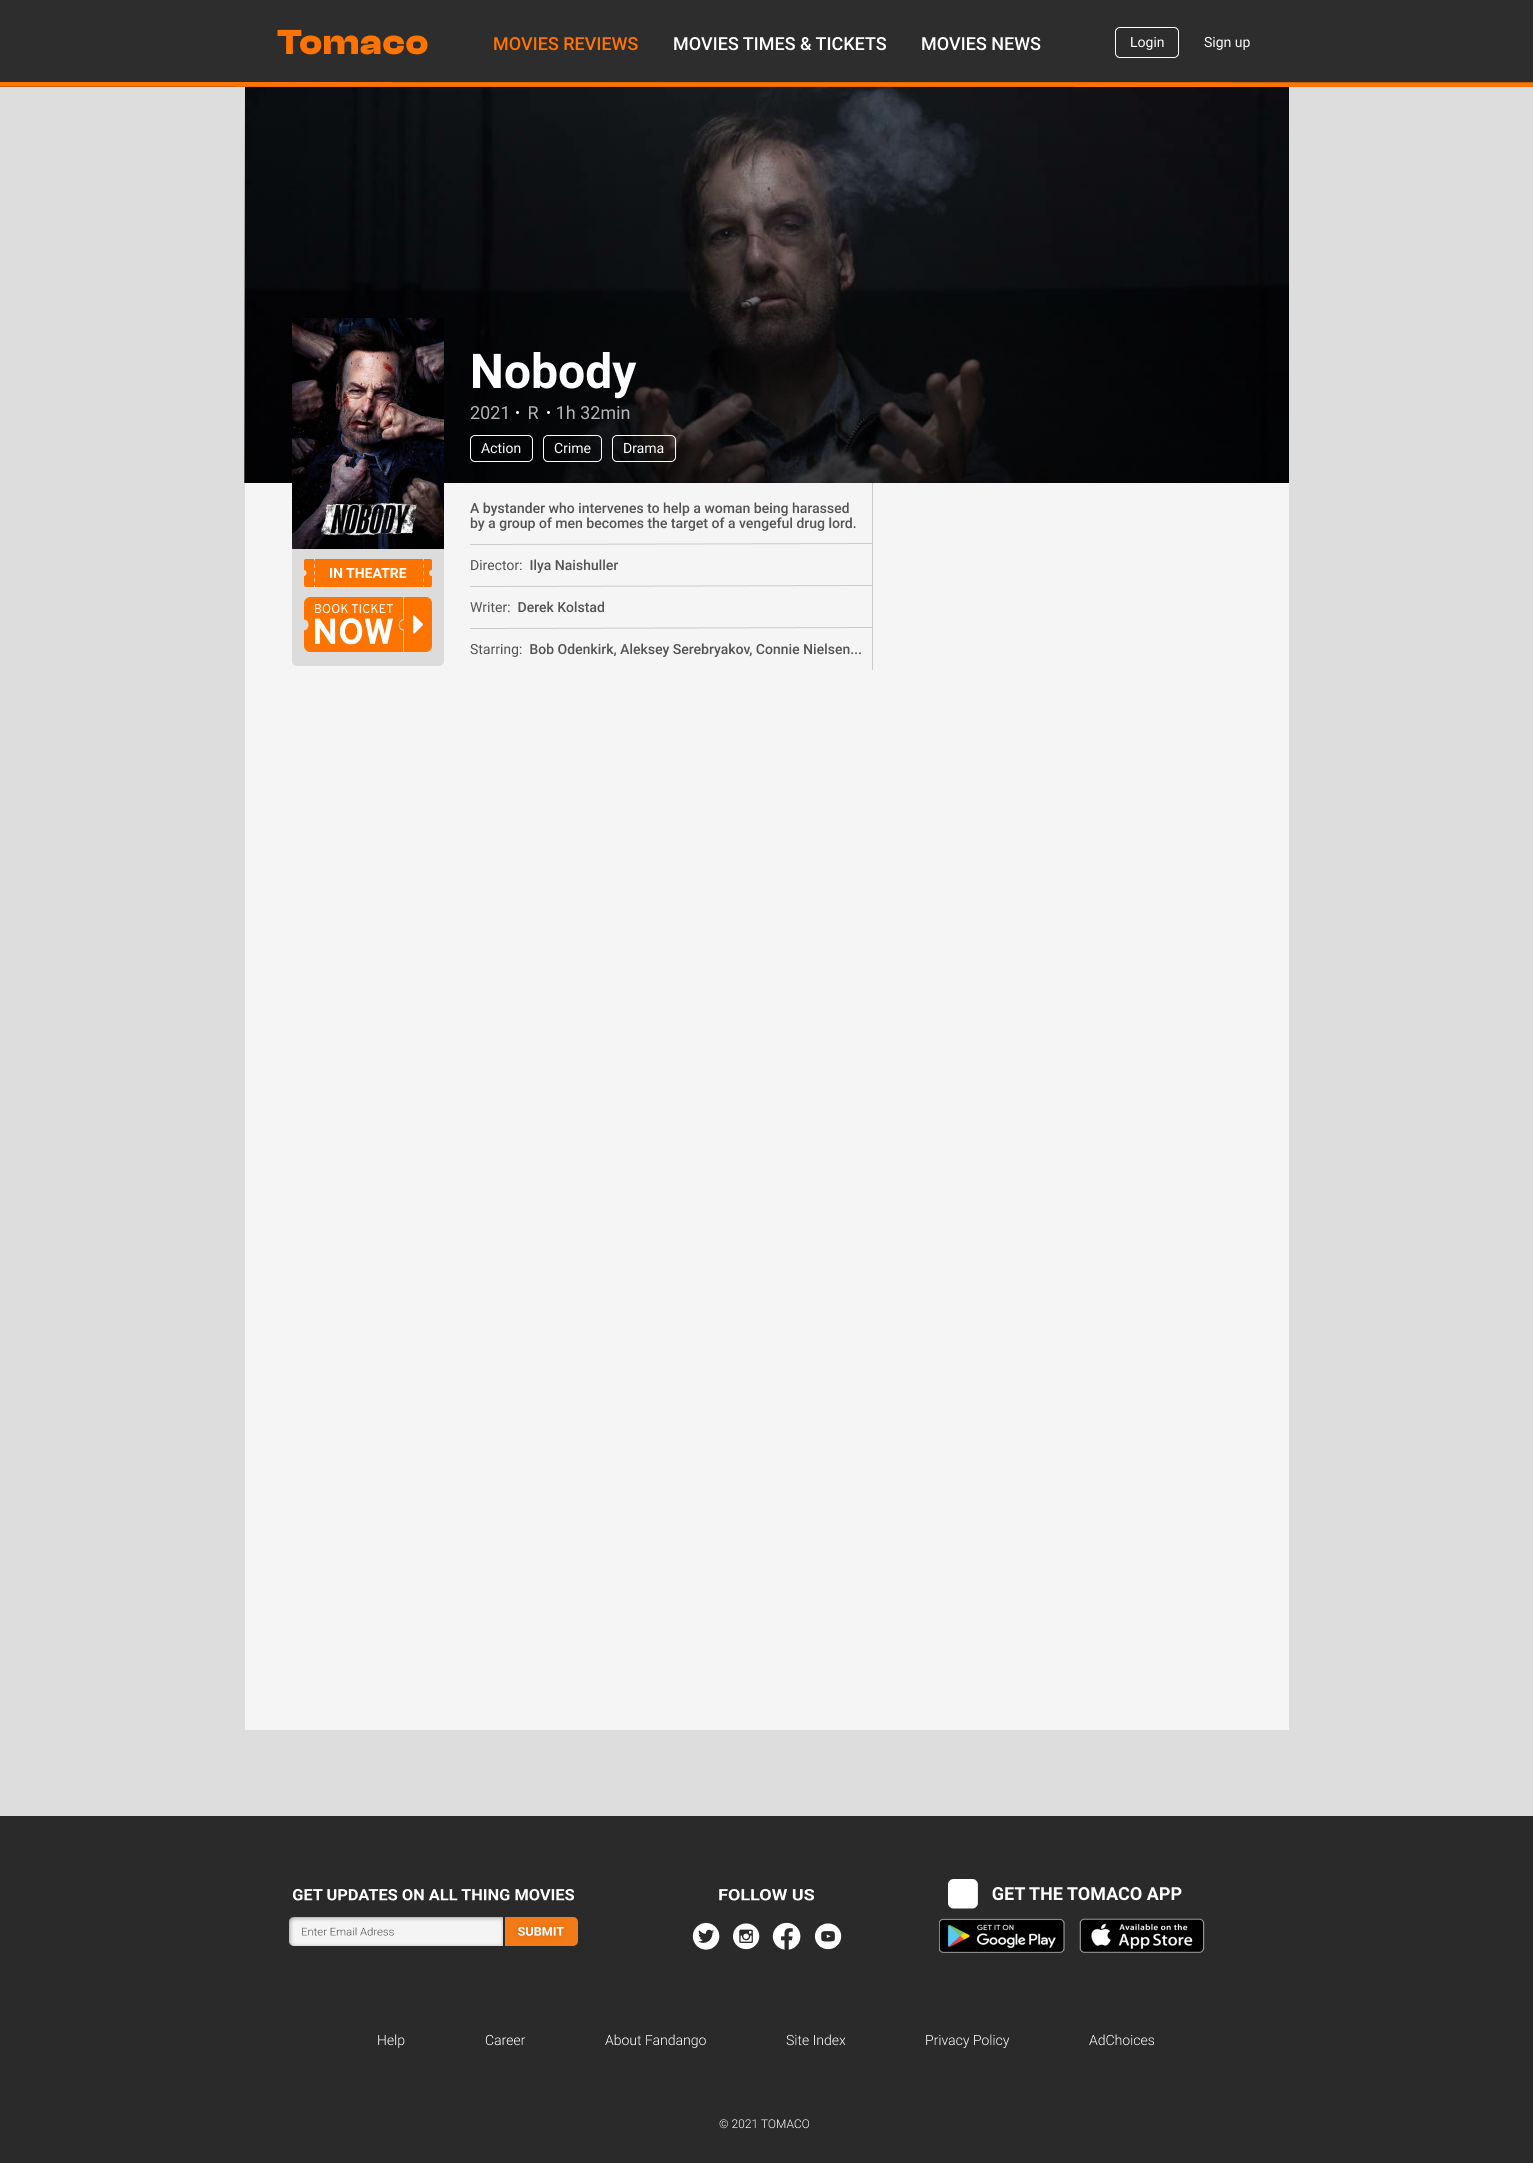 Tomaco
MOVIES REVIEWS
MOVIES TIMES & TICKETS
MOVIES NEWS
Login
Sign up
Nobody
2021 • R • 1h 32min
Action
Crime
Drama
NOBODY
A bystander who intervenes to help a woman being harassed
by a group of men becomes the target of a vengeful drug lord.
Director: Ilya Naishuller
Writer: Derek Kolstad
Starring: Bob Odenkirk, Aleksey Serebryakov, Connie Nielsen...
IN THEATRE
BOOK TICKET
NOW
GET UPDATES ON ALL THING MOVIES
Enter Email Adress
SUBMIT
FOLLOW US
GET THE TOMACO APP
GET IT ON
Google Play
Available on the
App Store
Help
Career
About Fandango
Site Index
Privacy Policy
AdChoices
© 2021 TOMACO